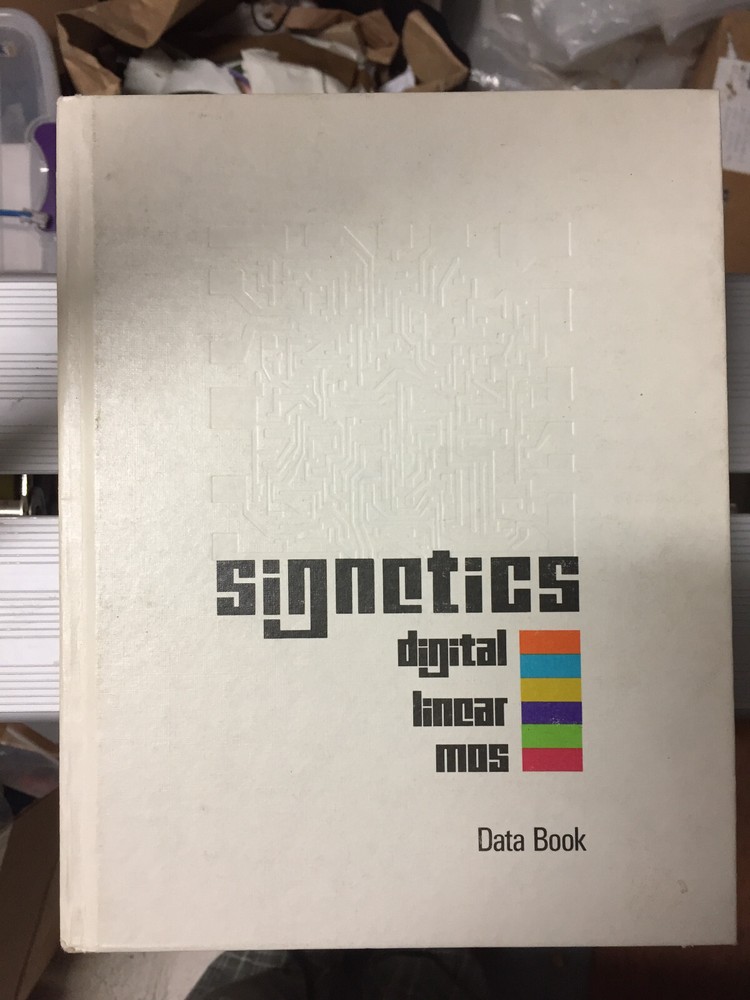 signetics
digital
linear
mos
Data Book